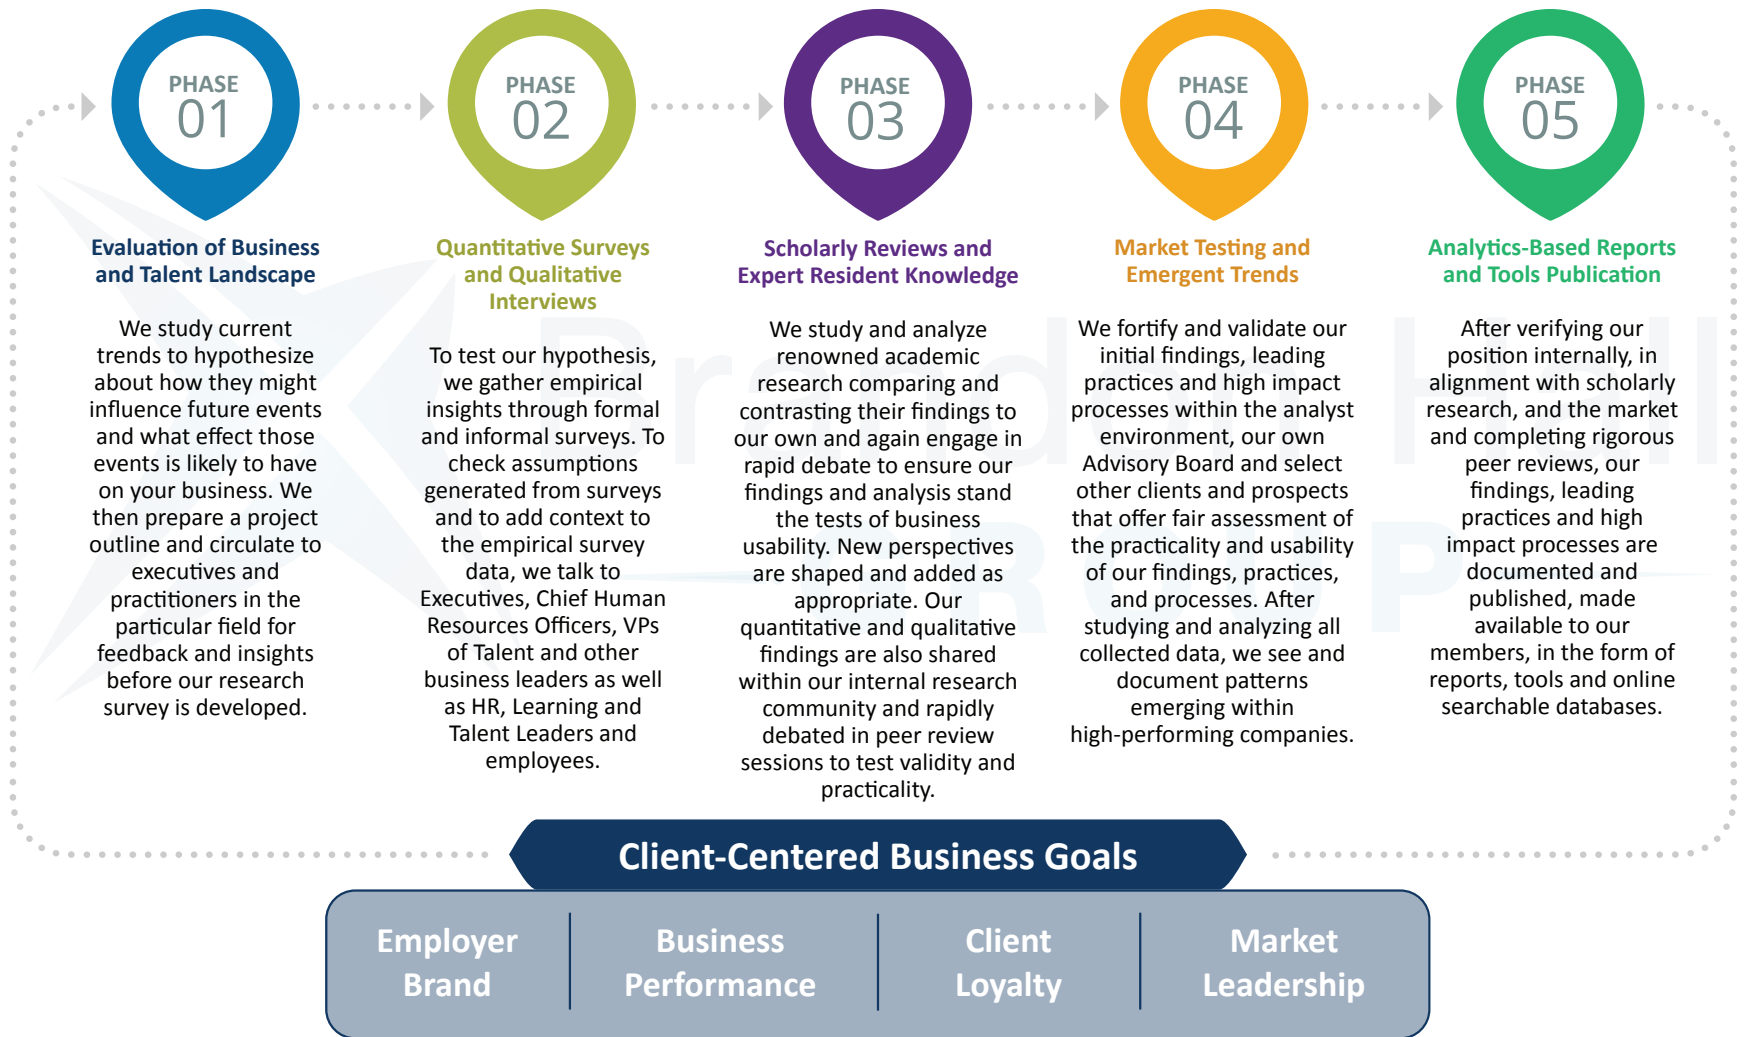 PHASE
01
Evaluation of Business
and Talent Landscape
We study current
trends to hypothesize
about how they might
influence future events
and what effect those
events is likely to have
on your business. We
then prepare a project
outline and circulate to
executives and
practitioners in the
particular field for
feedback and insights
before our research
survey is developed.
PHASE
02
Quantitative Surveys
and Qualitative
Interviews
To test our hypothesis,
we gather empirical
insights through formal
and informal surveys. To
check assumptions
generated from surveys
and to add context to
the empirical survey
data, we talk to
Executives, Chief Human
Resources Officers, VPs
of Talent and other
business leaders as well
as HR, Learning and
Talent Leaders and
employees.
PHASE
03
Scholarly Reviews and
Expert Resident Knowledge
We study and analyze
renowned academic
research comparing and
contrasting their findings to
our own and again engage in
rapid debate to ensure our
findings and analysis stand
the tests of business
usability. New perspectives
are shaped and added as
appropriate. Our
quantitative and qualitative
findings are also shared
within our internal research
community and rapidly
debated in peer review
sessions to test validity and
practicality.
PHASE
04
Market Testing and
Emergent Trends
We fortify and validate our
initial findings, leading
practices and high impact
processes within the analyst
environment, our own
Advisory Board and select
other clients and prospects
that offer fair assessment of
the practicality and usability
of our findings, practices,
and processes. After
studying and analyzing all
collected data, we see and
document patterns
emerging within
high-performing companies.
PHASE
05
Analytics-Based Reports
and Tools Publication
After verifying our
position internally, in
alignment with scholarly
research, and the market
and completing rigorous
peer reviews, our
findings, leading
practices and high
impact processes are
documented and
published, made
available to our
members, in the form of
reports, tools and online
searchable databases.
Brandon Hall
GROUP
Client-Centered Business Goals
Employer
Brand
Business
Performance
Client
Loyalty
Market
Leadership